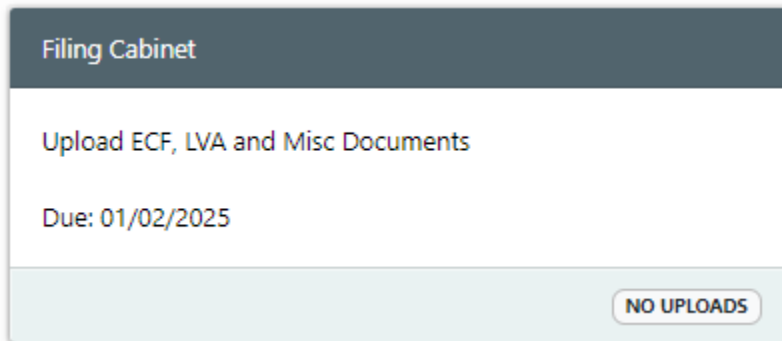 Filing Cabinet
Upload ECF, LVA and Misc Documents
Due: 01/02/2025
NO UPLOADS